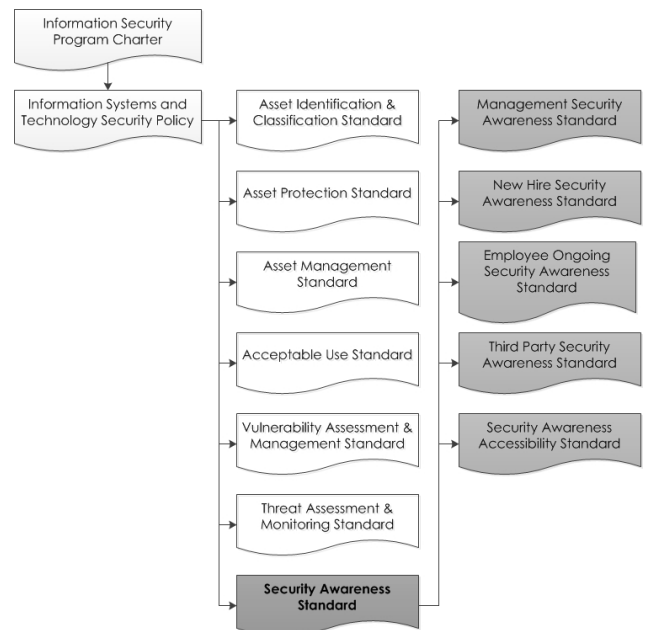 Information Security
Program Charter
Information Systems and
Technology Security Policy
Asset Identification &
Classification Standard
Asset Protection Standard
Asset Management
Standard
Acceptable Use Standard
Vulnerability Assessment &
Management Standard
Threat Assessment &
Monitoring Standard
Security Awareness
Standard
Management Security
Awareness Standard
New Hire Security
Awareness Standard
Employee Ongoing
Security Awareness
Standard
Third Party Security
Awareness Standard
Security Awareness
Accessibility Standard